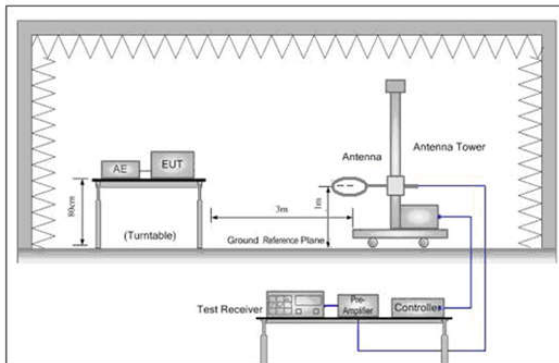 Antenna Tower
Antenna
EUT
AE
80cm
1m
3m
(Turntable)
Ground Reference Plane
Test Receiver
Pre-
Amplifier
Controller